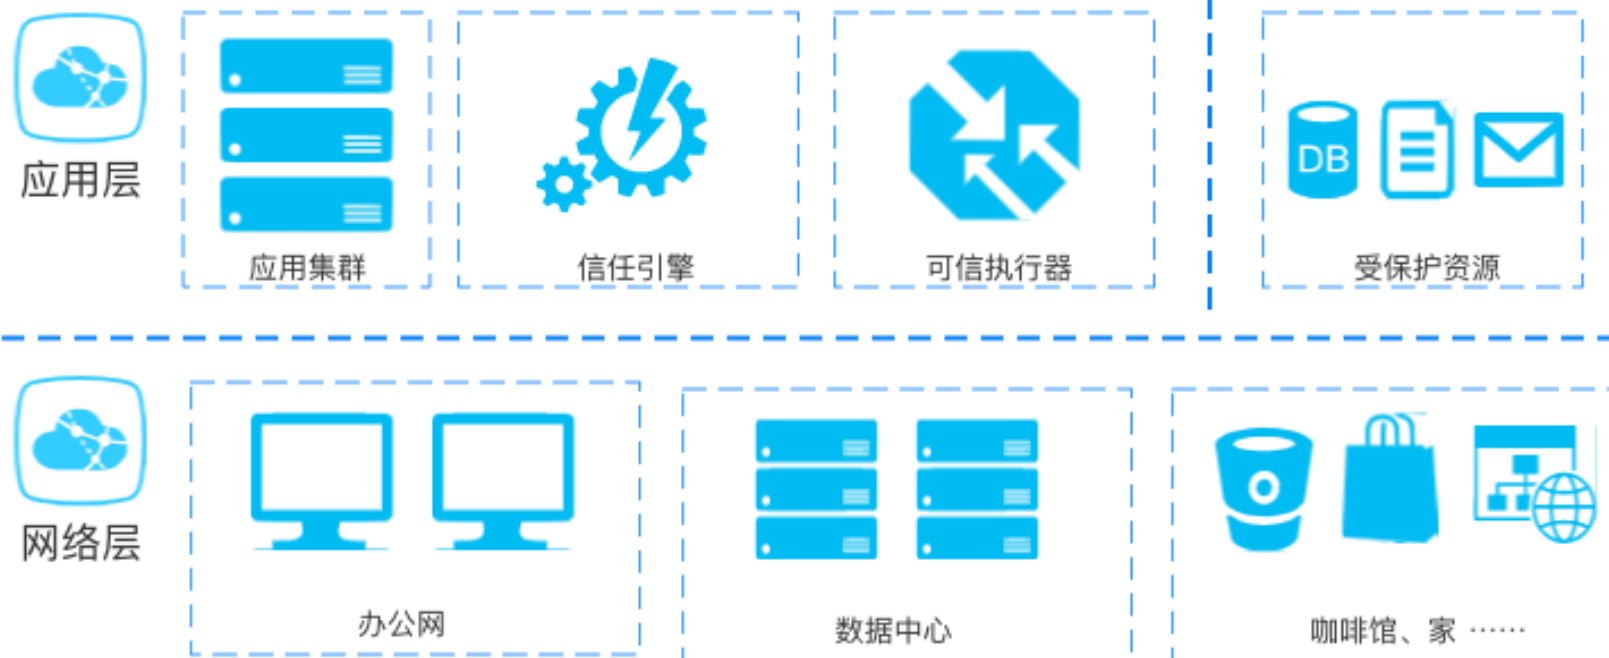 应用层
应用集群
信任引擎
可信执行器
DB
受保护资源
网络层
办公网
数据中心
咖啡馆、家 ……